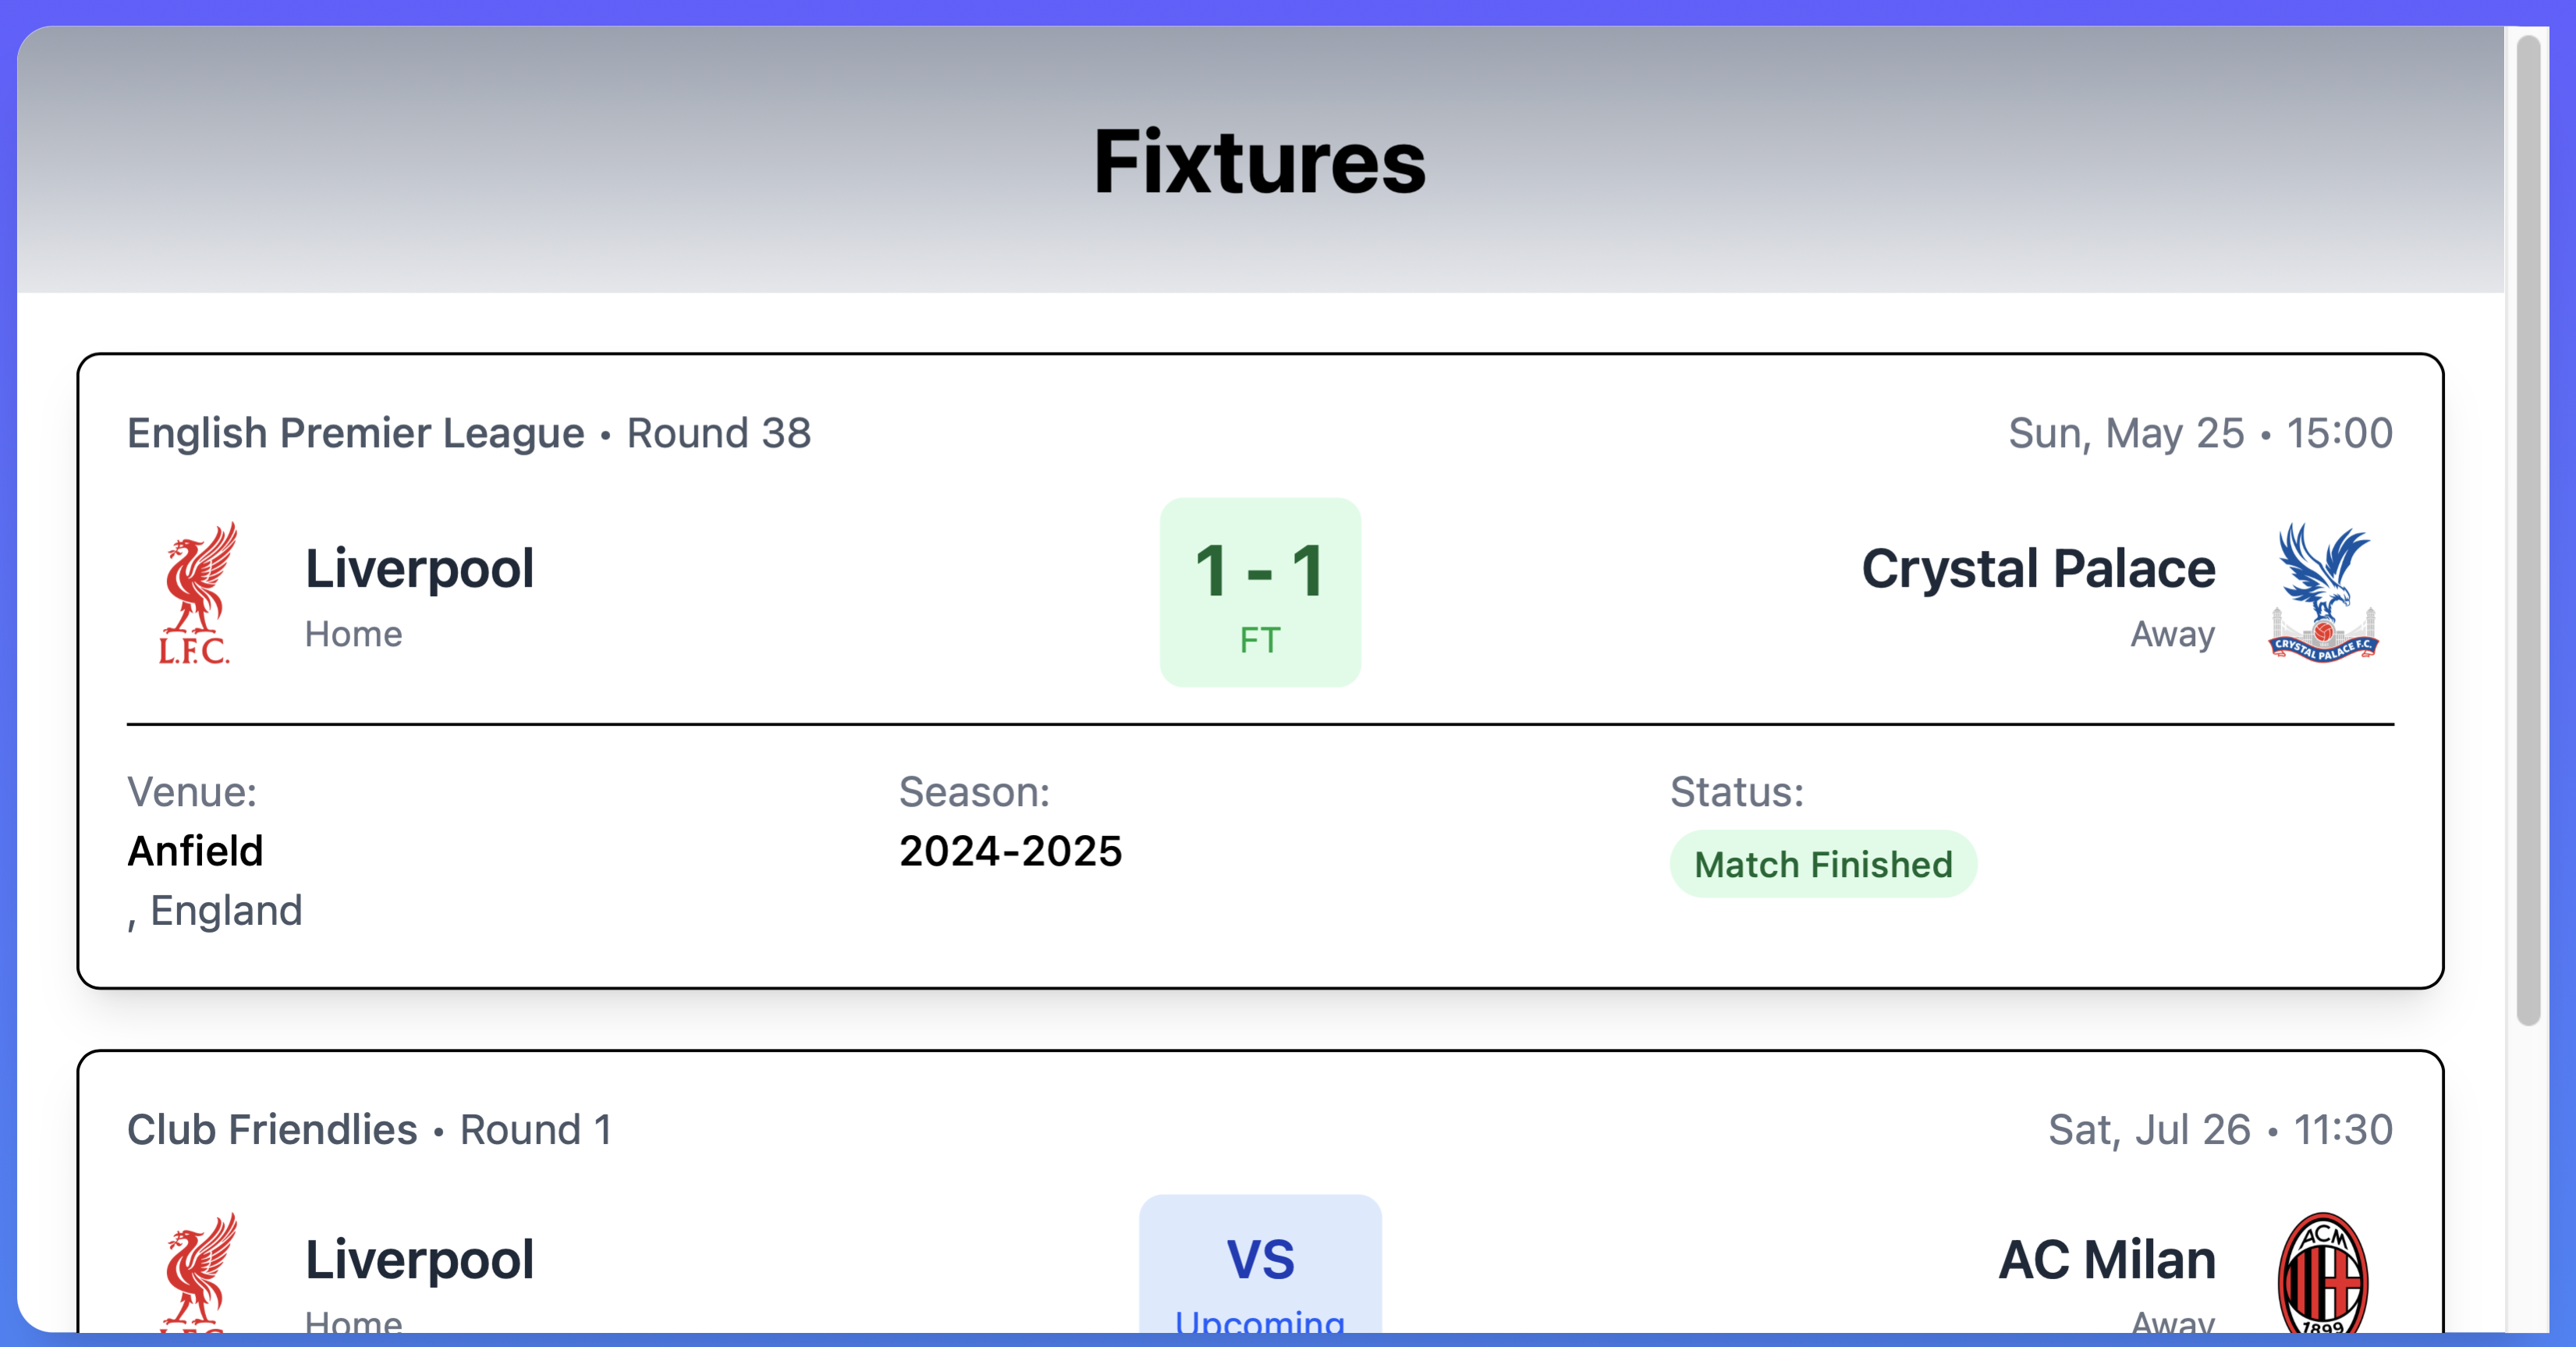 Fixtures
English Premier League • Round 38
Sun, May 25 • 15:00
L.F.C.
Liverpool
Home
1 - 1
FT
Crystal Palace
Away
CRYSTAL PALACE F.C.
Venue:
Anfield
, England
Season:
2024-2025
Status:
Match Finished
Club Friendlies • Round 1
Sat, Jul 26 • 11:30
L.F.C.
Liverpool
Home
VS
Upcoming
AC Milan
Away
ACM
1899